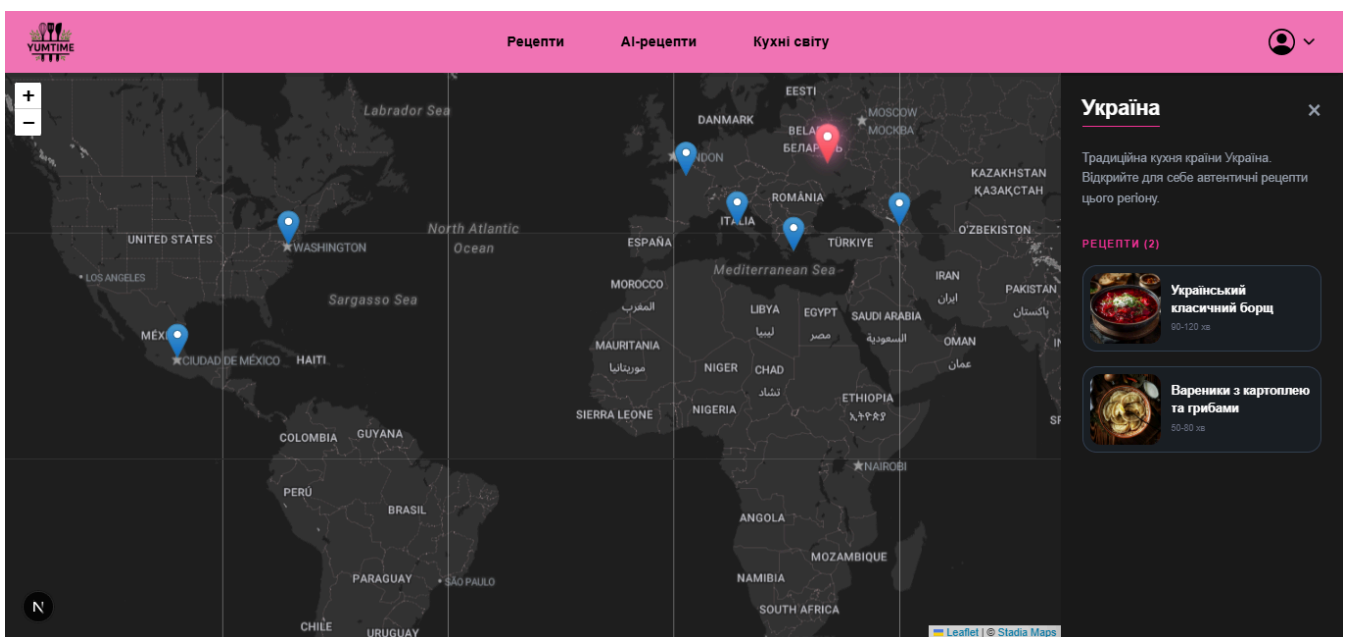 YUMTIME
Рецепти
AI-рецепти
Кухні світу
+
−
Labrador Sea
EESTI
DANMARK
MOSCOW
МОСКВА
UNITED STATES
WASHINGTON
LOS ANGELES
North Atlantic
Ocean
Sargasso Sea
ESPAÑA
ROMÂNIA
TÜRKIYE
KAZAKHSTAN
ҚАЗАҚСТАН
O'ZBEKISTON
Mediterranean Sea
MOROCCO
المغرب
LIBYA
ليبيا
EGYPT
مصر
SAUDI ARABIA
السعودية
IRAN
ایران
PAKISTAN
پاکستان
OMAN
عمان
CIUDAD DE MÉXICO
HAITI
MAURITANIA
موريتانيا
NIGER
CHAD
تشاد
SIERRA LEONE
NIGERIA
ETHIOPIA
ኢትዮጵያ
COLOMBIA
GUYANA
NAIROBI
PERÚ
BRASIL
ANGOLA
MOZAMBIQUE
PARAGUAY
SÃO PAULO
NAMIBIA
SOUTH AFRICA
CHILE
URUGUAY
N
Leaflet | © Stadia Maps
Україна
×
Традиційна кухня країни Україна.
Відкрийте для себе автентичні рецепти
цього регіону.
РЕЦЕПТИ (2)
Український
класичний борщ
90-120 хв
Вареники з картоплею
та грибами
50-80 хв